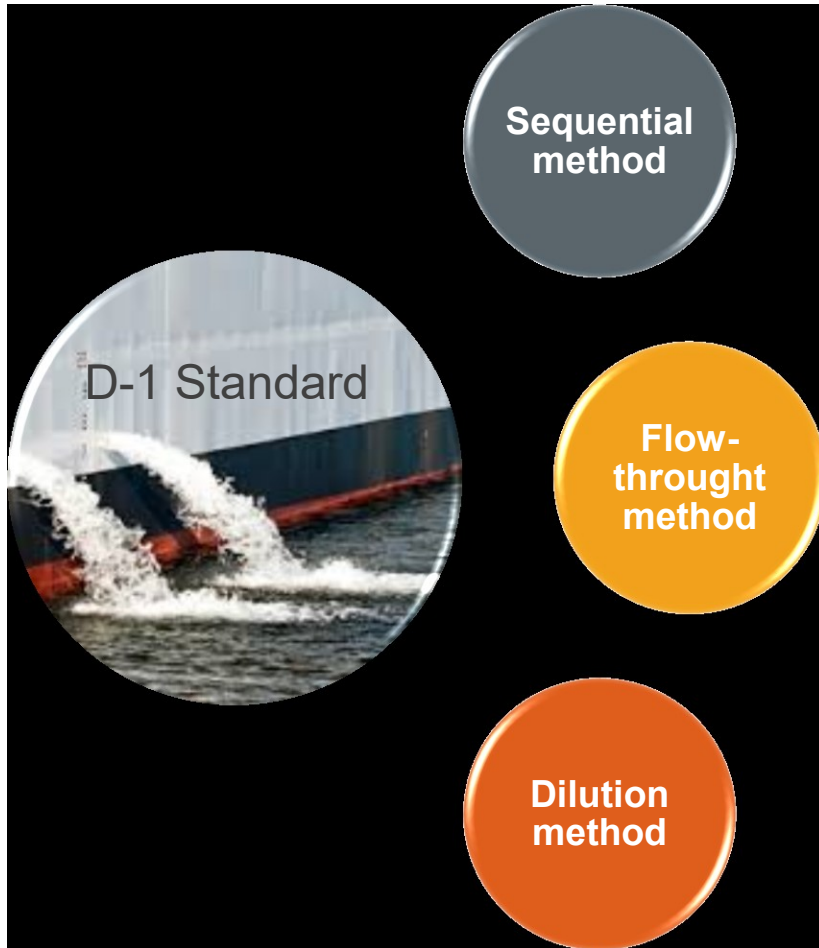 Sequential
method
D-1 Standard
Flow-
throught
method
Dilution
method